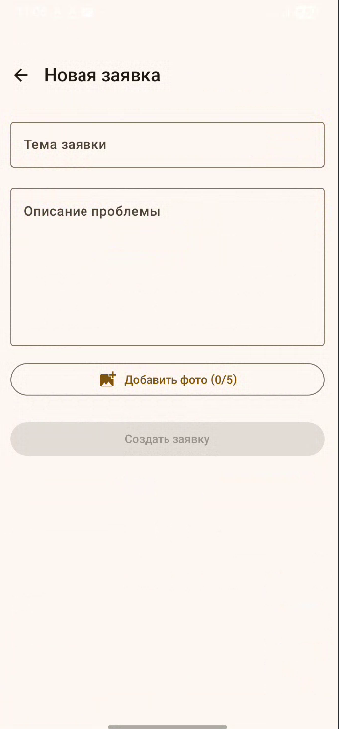 Новая заявка
Тема заявки
Описание проблемы
Добавить фото (0/5)
Создать заявку